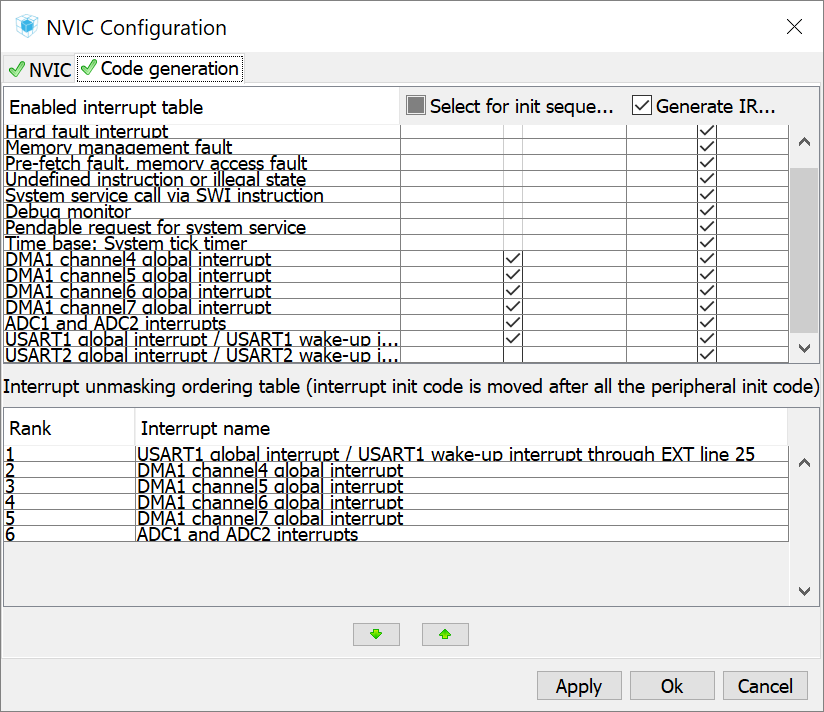 NVIC Configuration
NVIC Code generation
Enabled interrupt table Select for init seque... Generate IR...
Hard fault interrupt
Memory management fault
Pre-fetch fault, memory access fault
Undefined instruction or illegal state
System service call via SWI instruction
Debug monitor
Pendable request for system service
Time base: System tick timer
DMA1 channel4 global interrupt
DMA1 channel5 global interrupt
DMA1 channel6 global interrupt
DMA1 channel7 global interrupt
ADC1 and ADC2 interrupts
USART1 global interrupt / USART1 wake-up i...
USART2 global interrupt / USART2 wake-up i...
Interrupt unmasking ordering table (interrupt init code is moved after all the peripheral init code)
Rank Interrupt name
1 USART1 global interrupt / USART1 wake-up interrupt through EXT line 25
2 DMA1 channel4 global interrupt
3 DMA1 channel5 global interrupt
4 DMA1 channel6 global interrupt
5 DMA1 channel7 global interrupt
6 ADC1 and ADC2 interrupts
Apply Ok Cancel